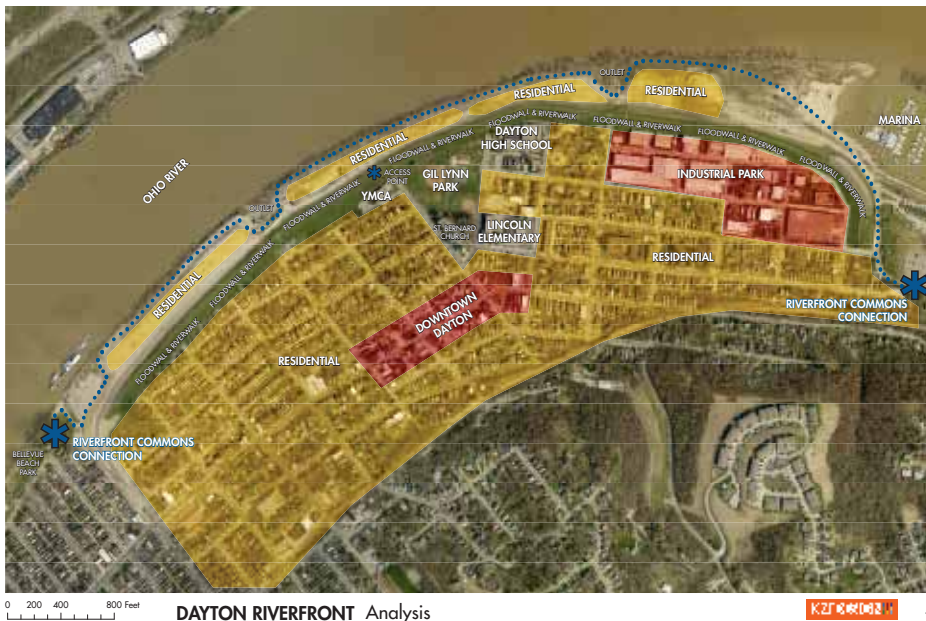 OUTLET
RESIDENTIAL
RESIDENTIAL
FLOODWALL & RIVERWALK
FLOODWALL & RIVERWALK
FLOODWALL & RIVERWALK
MARINA
DAYTON
HIGH SCHOOL
RESIDENTIAL
FLOODWALL & RIVERWALK
FLOODWALL & RIVERWALK
OHIO RIVER
ACCESS
POINT
GIL LYNN
PARK
INDUSTRIAL PARK
YMCA
FLOODWALL & RIVERWALK
OUTLET
ST. BERNARD
CHURCH
LINCOLN
ELEMENTARY
RESIDENTIAL
FLOODWALL & RIVERWALK
RESIDENTIAL
RIVERFRONT COMMONS
CONNECTION
DOWNTOWN
DAYTON
FLOODWALL & RIVERWALK
RESIDENTIAL
RIVERFRONT COMMONS
CONNECTION
BELLEVUE
BEACH
PARK
0 200 400 800 Feet
DAYTON RIVERFRONT Analysis